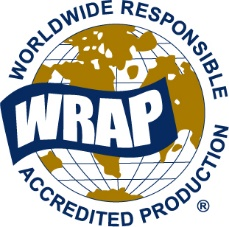 WORLDWIDE RESPONSIBLE
WRAP
ACCREDITED PRODUCTION
®